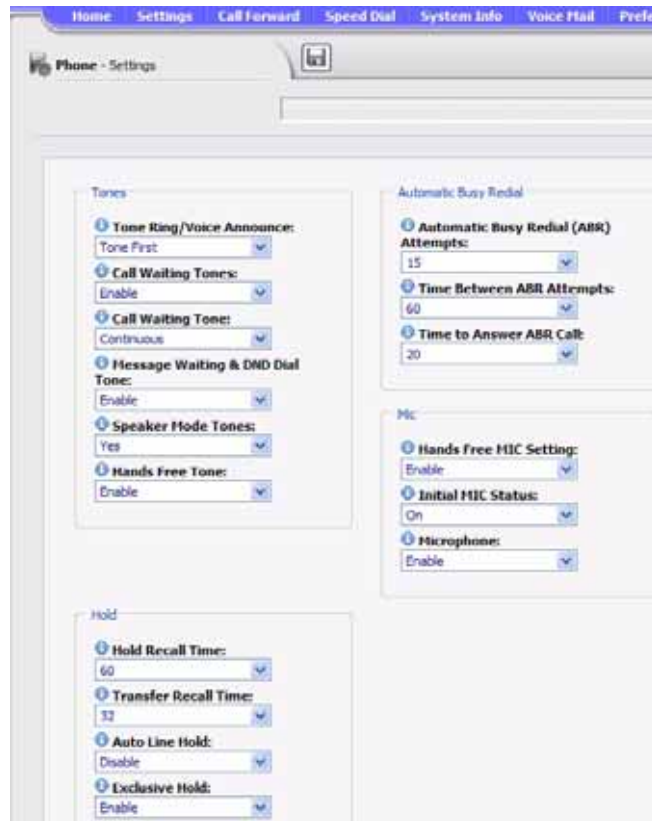 Home Settings Call Forward Speed Dial System Info Voice Mail Prefe
Phone - Settings
Tones
Tone Ring/Voice Announce:
Tone First
Call Waiting Tones:
Enable
Call Waiting Tone:
Continuous
Message Waiting & DND Dial
Tone:
Enable
Speaker Mode Tones:
Yes
Hands Free Tone:
Enable
Automatic Busy Redial
Automatic Busy Redial (ABR)
Attempts:
15
Time Between ABR Attempts:
60
Time to Answer ABR Call:
20
Mic
Hands Free MIC Setting:
Enable
Initial MIC Status:
On
Microphone:
Enable
Hold
Hold Recall Time:
60
Transfer Recall Time:
32
Auto Line Hold:
Disable
Exclusive Hold:
Enable